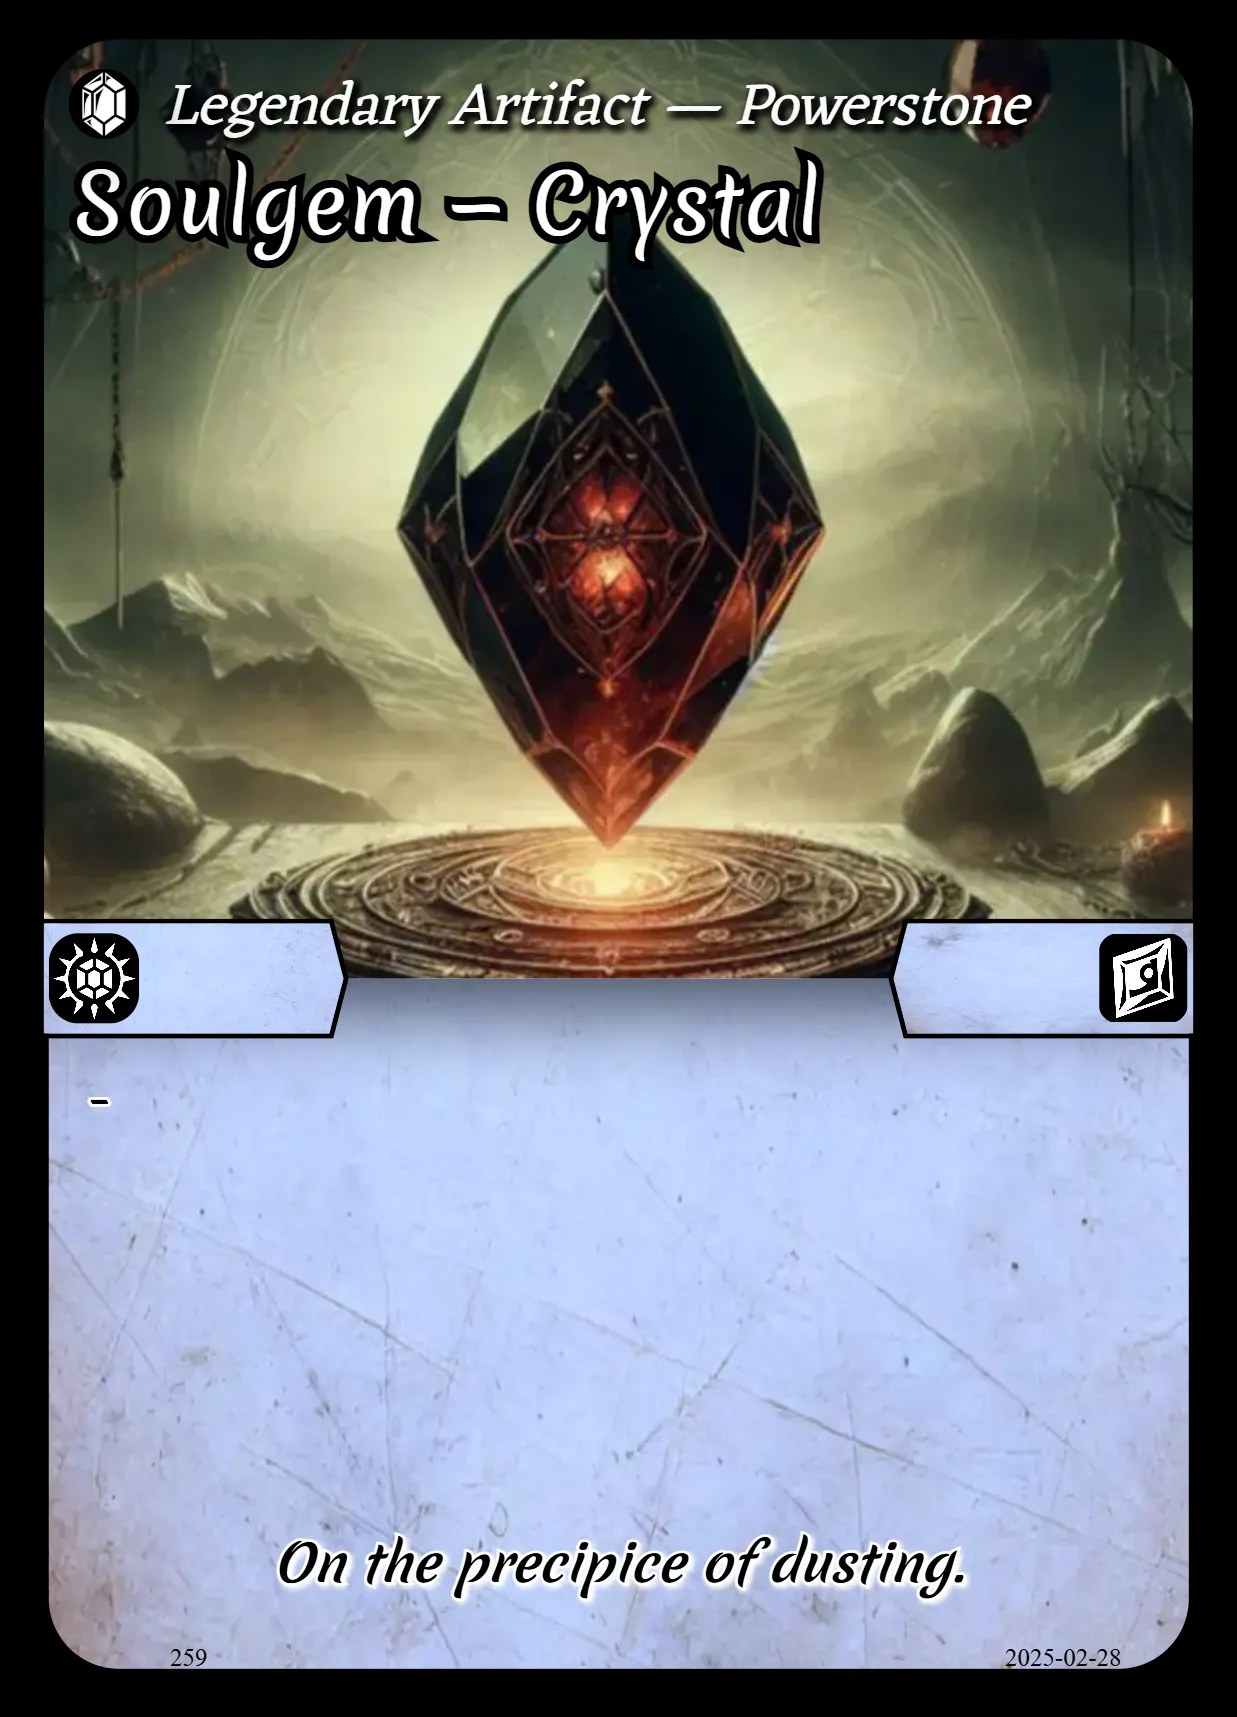 Legendary Artifact — Powerstone
Soulgem – Crystal
-
On the precipice of dusting.
259
2025-02-28